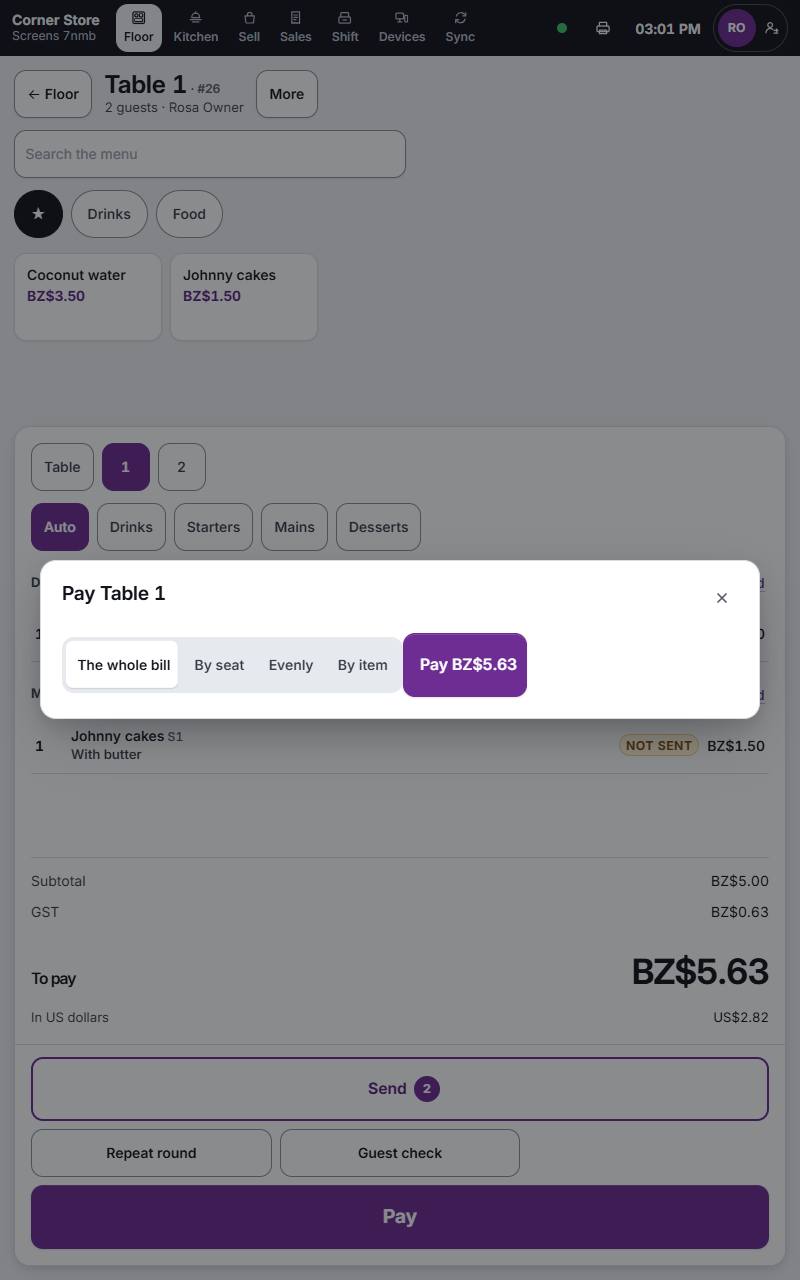 Corner Store
Screens 7nmb
Floor
Kitchen
Sell
Sales
Shift
Devices
Sync
03:01 PM
RO
← Floor
Table 1 · #26
2 guests · Rosa Owner
More
Search the menu
★
Drinks
Food
Coconut water
BZ$3.50
Johnny cakes
BZ$1.50
Table
1
2
Auto
Drinks
Starters
Mains
Desserts
Pay Table 1
×
The whole bill
By seat
Evenly
By item
Pay BZ$5.63
1
Johnny cakes S1
With butter
NOT SENT
BZ$1.50
Subtotal
BZ$5.00
GST
BZ$0.63
To pay
BZ$5.63
In US dollars
US$2.82
Send 2
Repeat round
Guest check
Pay